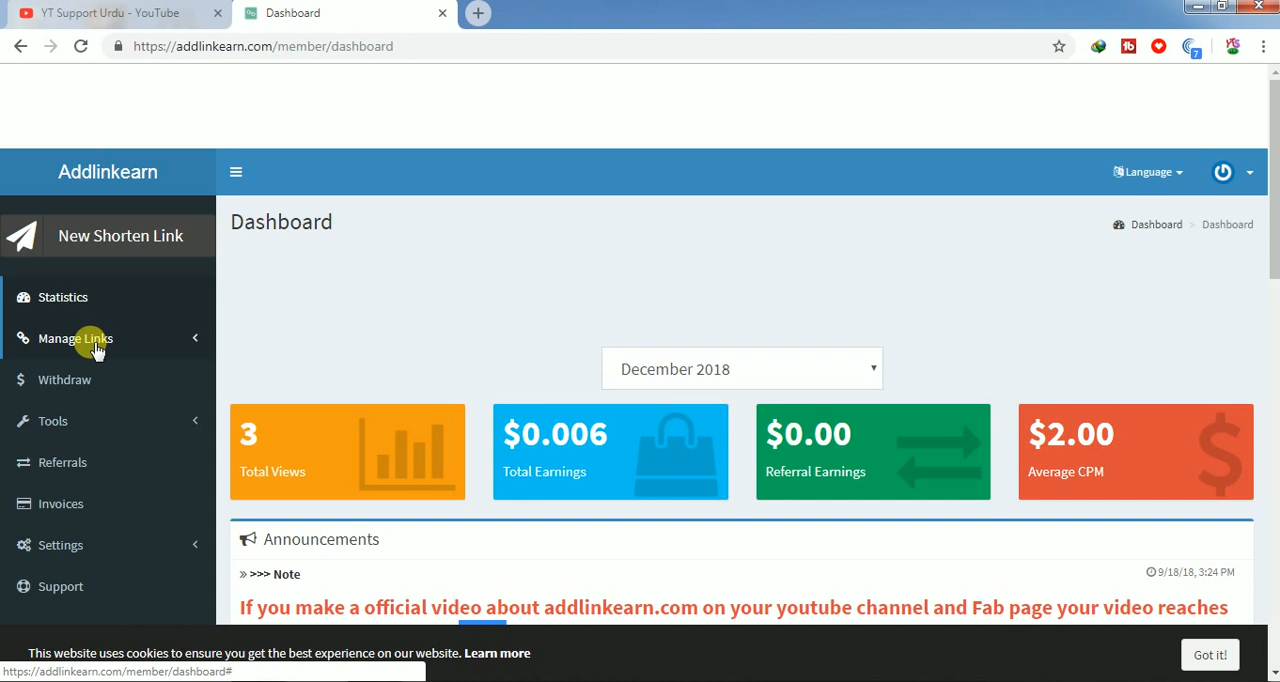 YT Support Urdu - YouTube
Dashboard
https://addlinkearn.com/member/dashboard
7
Addlinkearn
Language
New Shorten Link
Dashboard
Dashboard > Dashboard
Statistics
Manage Links
Withdraw
Tools
Referrals
Invoices
Settings
Support
December 2018
3
Total Views
$0.006
Total Earnings
$0.00
Referral Earnings
$2.00
Average CPM
Announcements
» >>> Note
9/18/18, 3:24 PM
If you make a official video about addlinkearn.com on your youtube channel and Fab page your video reaches
This website uses cookies to ensure you get the best experience on our website. Learn more
Got it!
https://addlinkearn.com/member/dashboard#